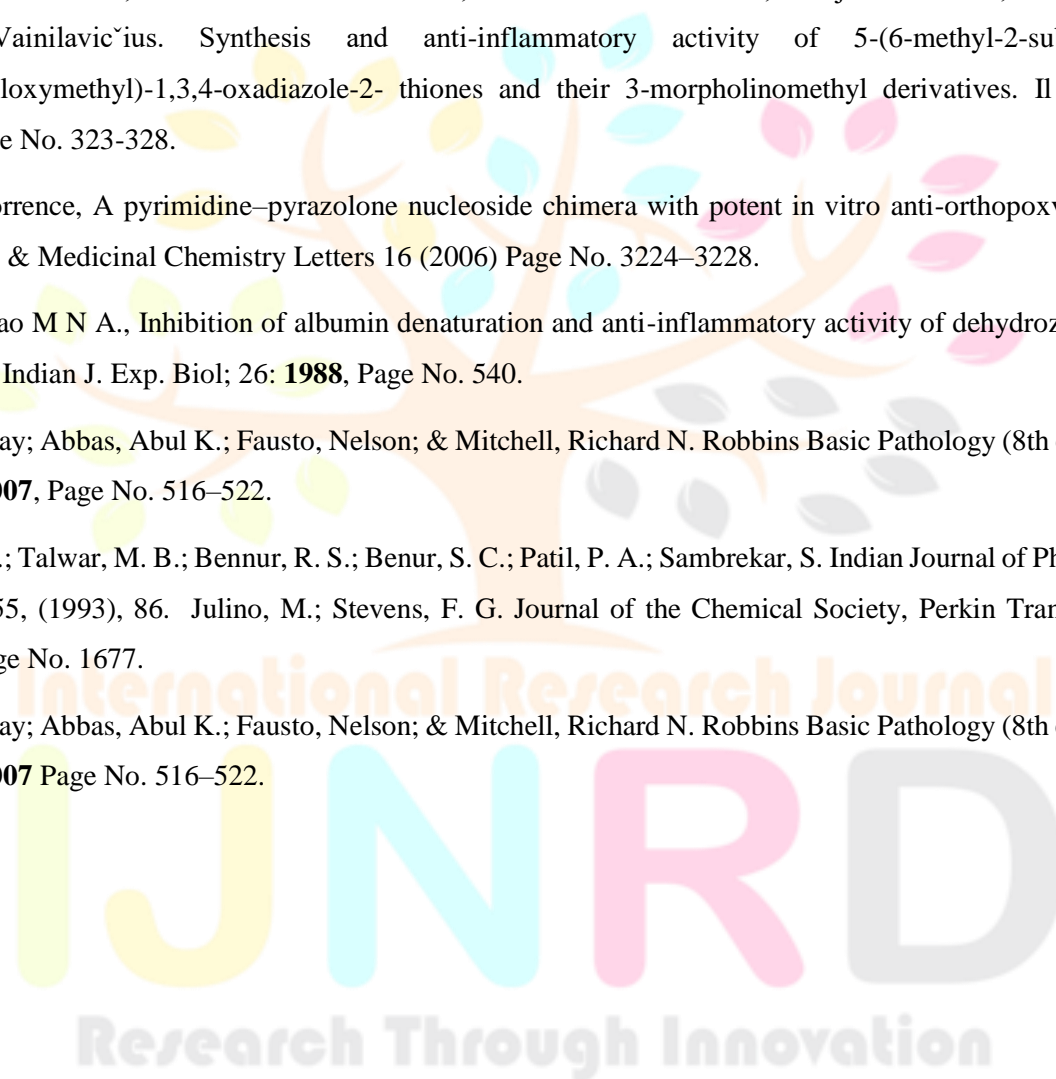 Vainilavicˇius. Synthesis and anti-inflammatory activity of 5-(6-methyl-2-su
loxymethyl)-1,3,4-oxadiazole-2- thiones and their 3-morpholinomethyl derivatives. Il
e No. 323-328.
rrence, A pyrimidine–pyrazolone nucleoside chimera with potent in vitro anti-orthopoxv
& Medicinal Chemistry Letters 16 (2006) Page No. 3224–3228.
ao M N A., Inhibition of albumin denaturation and anti-inflammatory activity of dehydroz
Indian J. Exp. Biol; 26: 1988, Page No. 540.
ay; Abbas, Abul K.; Fausto, Nelson; & Mitchell, Richard N. Robbins Basic Pathology (8th
07, Page No. 516–522.
.; Talwar, M. B.; Bennur, R. S.; Benur, S. C.; Patil, P. A.; Sambrekar, S. Indian Journal of Ph
55, (1993), 86. Julino, M.; Stevens, F. G. Journal of the Chemical Society, Perkin Tran
ge No. 1677.
International Research Journal
ay; Abbas, Abul K.; Fausto, Nelson; & Mitchell, Richard N. Robbins Basic Pathology (8th
07 Page No. 516–522.
IJNRD
Research Through Innovation